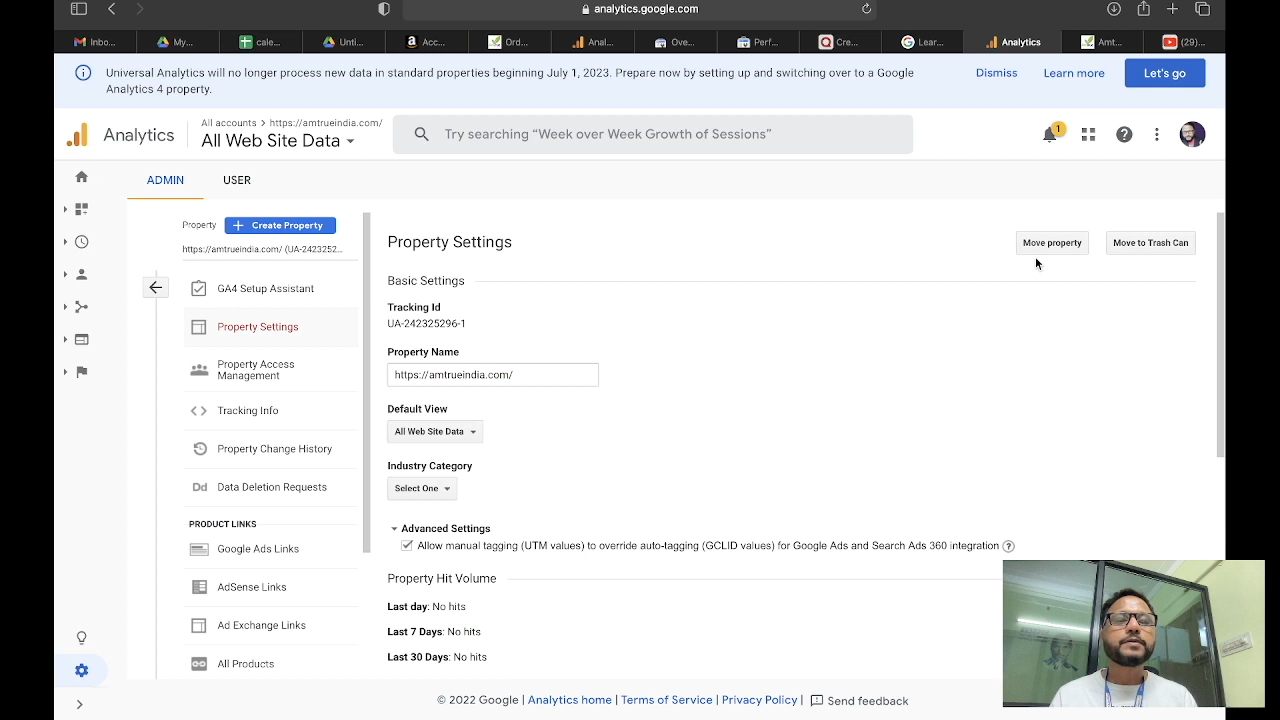 analytics.google.com
Inbo...
My...
cale...
Unti...
Acc...
Ord...
Anal...
Ove...
Perf...
Cre...
Lear...
Analytics
Amt...
(29)...
Universal Analytics will no longer process new data in standard properties beginning July 1, 2023. Prepare now by setting up and switching over to a Google
Analytics 4 property.
Dismiss
Learn more
Let's go
Analytics
All accounts > https://amtrueindia.com/
All Web Site Data
Try searching “Week over Week Growth of Sessions”
1
ADMIN
USER
Property
+ Create Property
https://amtrueindia.com/ (UA-2423252...
GA4 Setup Assistant
Property Settings
Property Access
Management
Tracking Info
Property Change History
Dd Data Deletion Requests
PRODUCT LINKS
Google Ads Links
AdSense Links
Ad Exchange Links
All Products
Property Settings
Move property
Move to Trash Can
Basic Settings
Tracking Id
UA-242325296-1
Property Name
https://amtrueindia.com/
Default View
All Web Site Data
Industry Category
Select One
Advanced Settings
Allow manual tagging (UTM values) to override auto-tagging (GCLID values) for Google Ads and Search Ads 360 integration ?
Property Hit Volume
Last day: No hits
Last 7 Days: No hits
Last 30 Days: No hits
© 2022 Google | Analytics home | Terms of Service | Privacy Policy | Send feedback